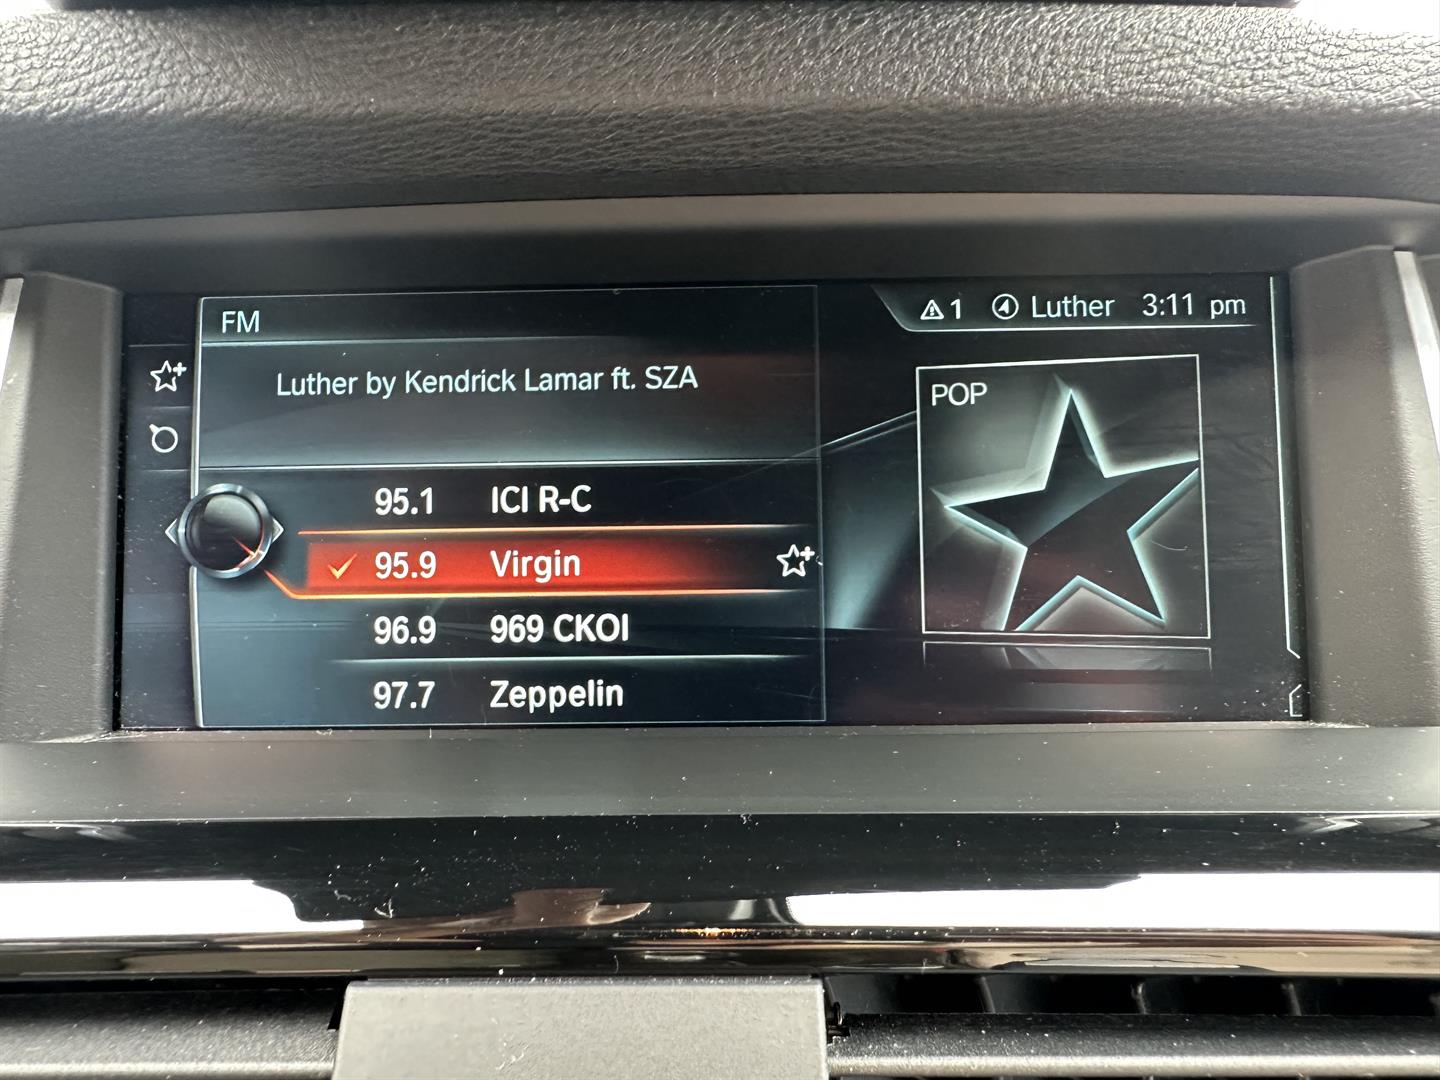 FM
1 Luther 3:11 pm
Luther by Kendrick Lamar ft. SZA
POP
95.1 ICI R-C
95.9 Virgin
96.9 969 CKOI
97.7 Zeppelin